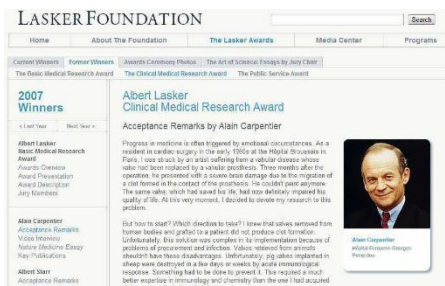 LASKER FOUNDATION
Search
Home About The Foundation The Lasker Awards Media Center Programs
Current Winners Former Winners Awards Ceremony Photos The Art of Science: Essays by Jury Chair
The Basic Medical Research Award The Clinical Medical Research Award The Public Service Award
2007
Winners
« Last Year Next Year »
Albert Lasker
Basic Medical Research
Award
Awards Overview
Award Presentation
Award Description
Jury Members
Alain Carpentier
Acceptance Remarks
Video Interview
Nature Medicine Essay
Key Publications
Albert Starr
Acceptance Remarks
Albert Lasker
Clinical Medical Research Award
Acceptance Remarks by Alain Carpentier
Progress in medicine is often triggered by emotional circumstances. As a
resident in cardiac surgery in the early 1960s at the Hôpital Broussais in
Paris, I was struck by an artist suffering from a valvular disease whose
valve had been replaced by a valvular prosthesis. Three months after the
operation, he presented with a severe brain damage due to the migration of
a clot formed in the contact of the prosthesis. He couldn't paint anymore.
The same valve, which had saved his life, had now definitely impaired his
quality of life. At this very moment, I decided to devote my research to this
problem.
But how to start? Which direction to take? I knew that valves removed from
human bodies and grafted to a patient did not produce clot formation.
Unfortunately, this solution was complex in its implementation because of
problems of procurement and infection. Valves retrieved from animals
shouldn't have these disadvantages. Unfortunately, pig valves implanted in
sheep were destroyed in a few days or weeks by acute immunological
response. Something had to be done to prevent it. This required a much
better expertise in immunology and chemistry than the one I had acquired
Alain Carpentier
Hôpital Européen Georges
Pompidou